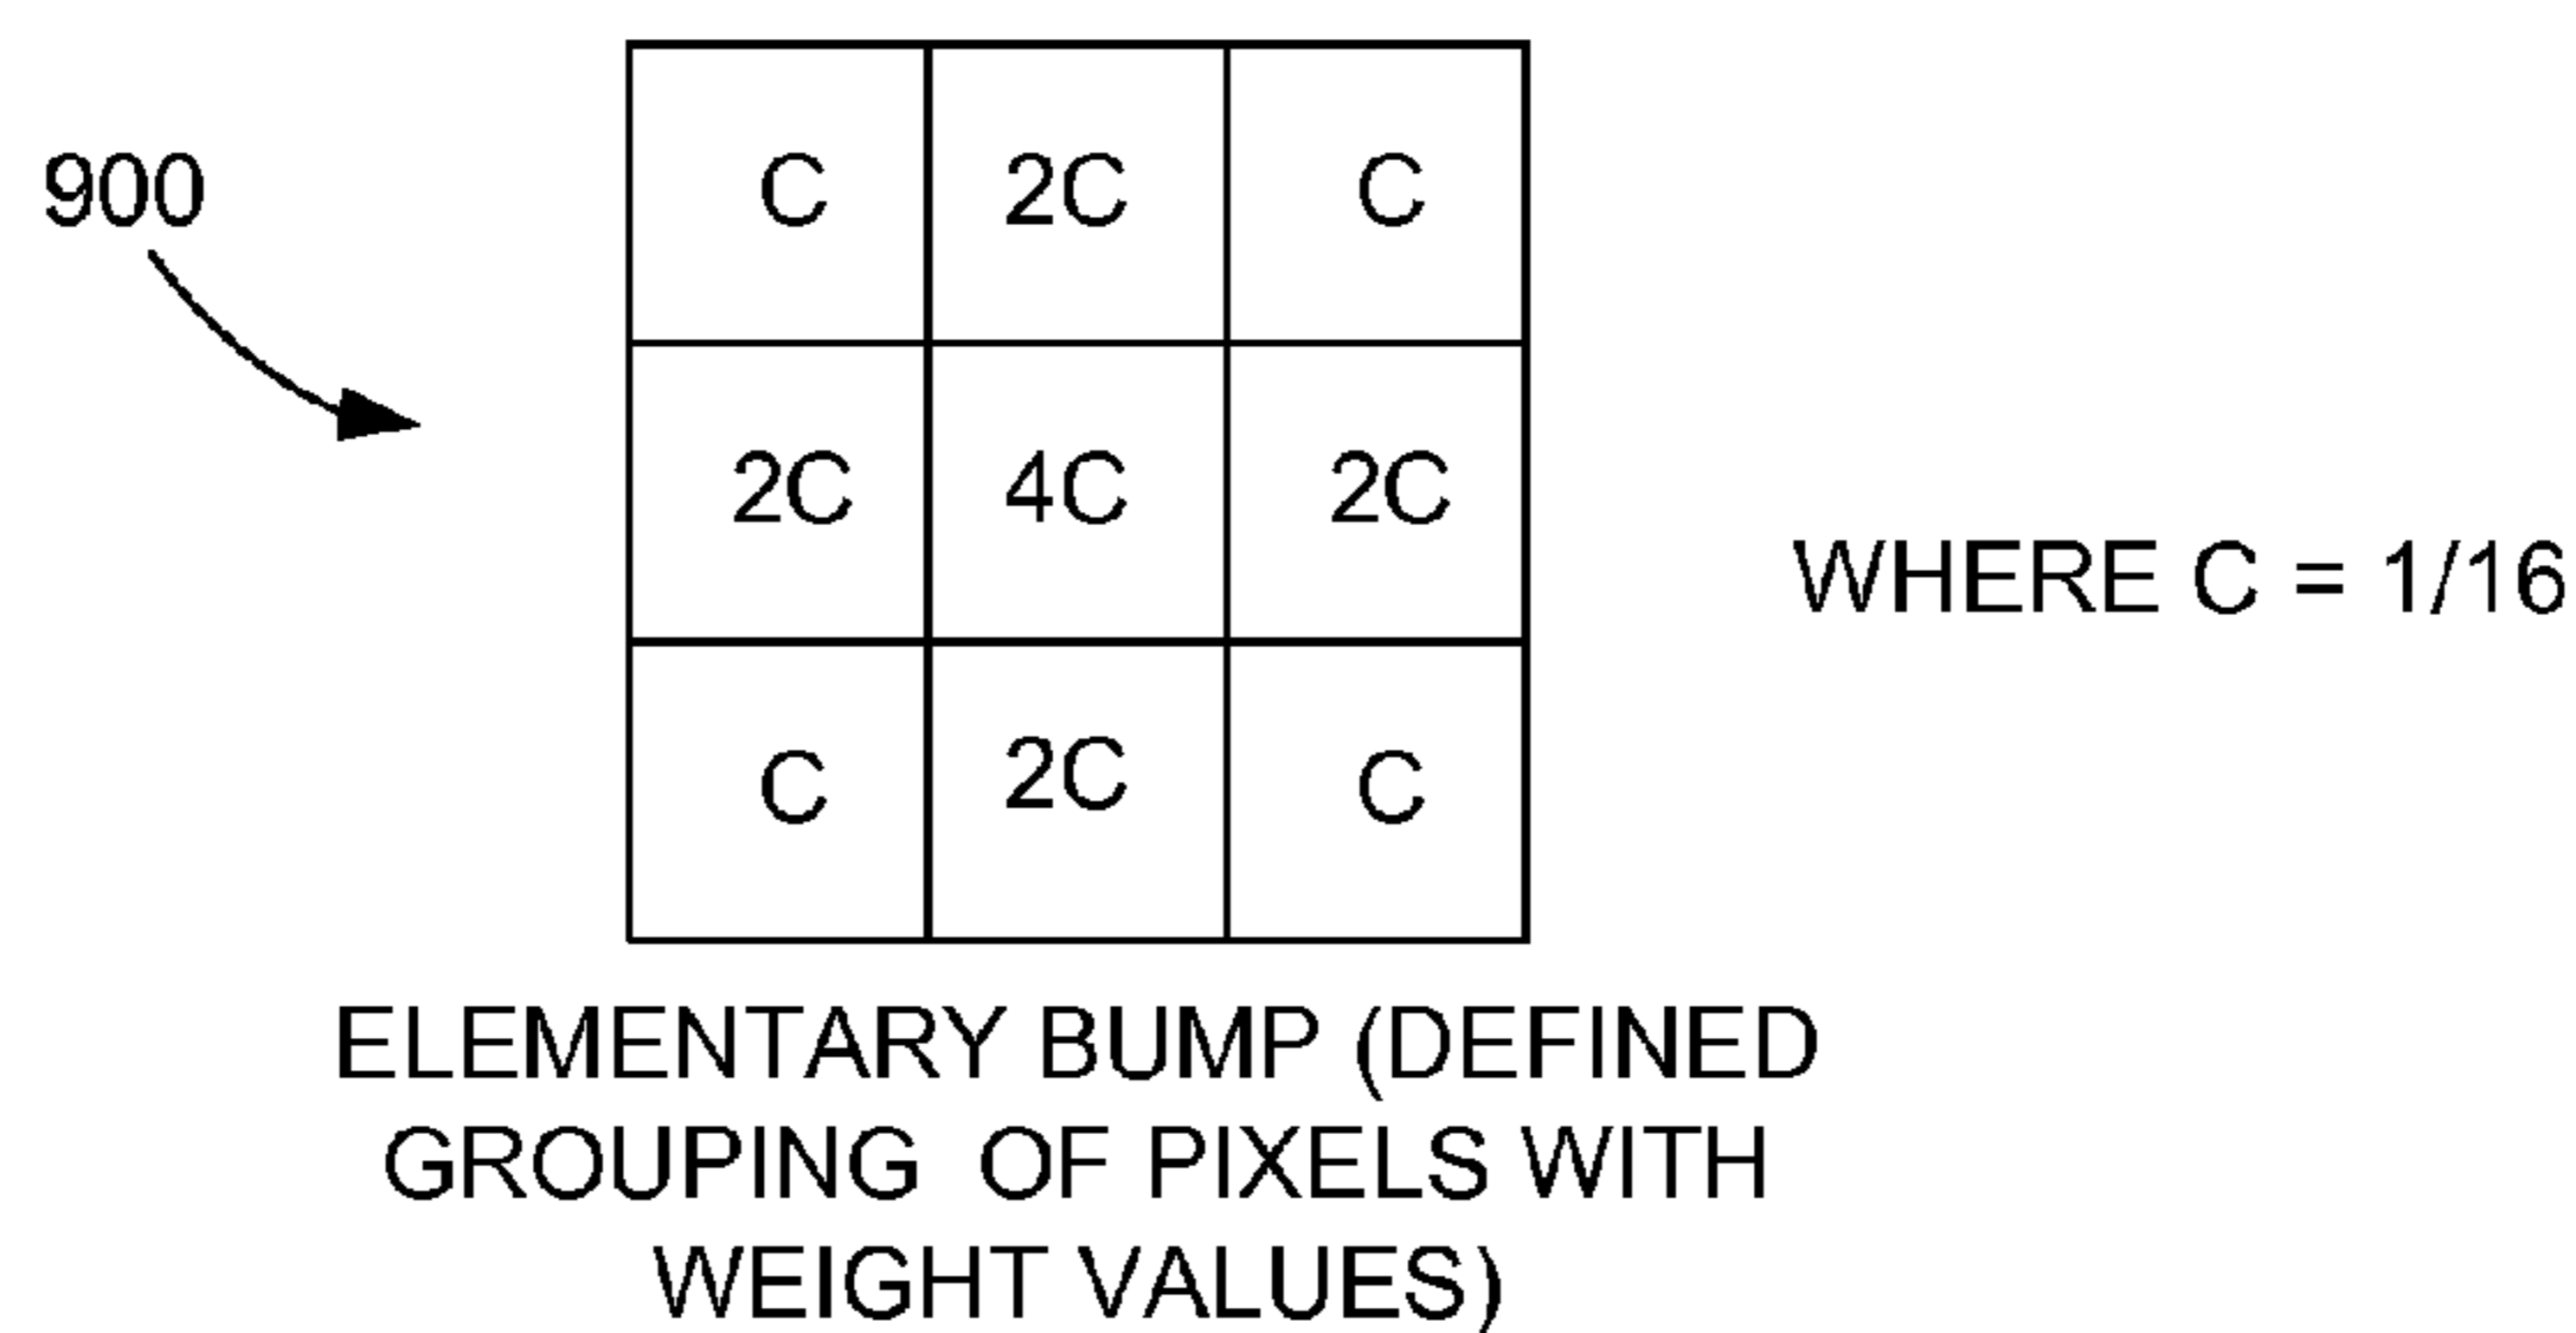 900
C 2C C
2C 4C 2C
C 2C C
WHERE C = 1/16
ELEMENTARY BUMP (DEFINED
GROUPING OF PIXELS WITH
WEIGHT VALUES)